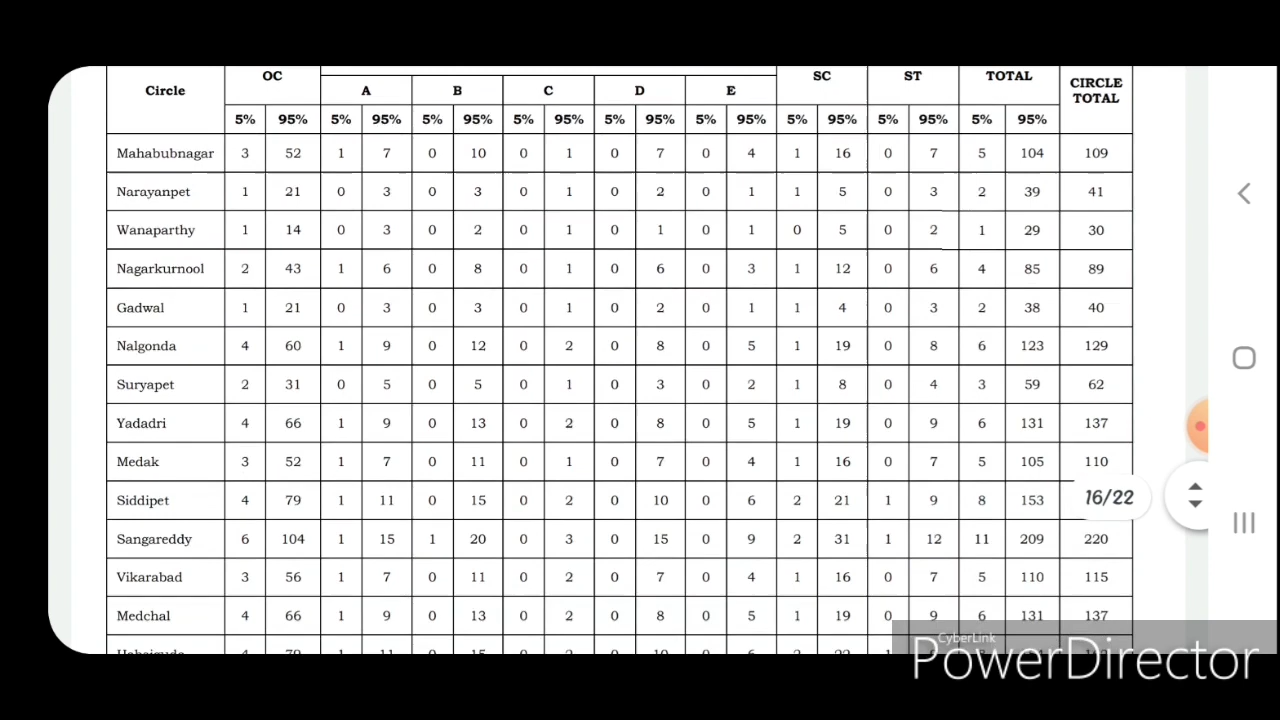 Circle OC A B C D E SC ST TOTAL CIRCLE TOTAL
5% 95% 5% 95% 5% 95% 5% 95% 5% 95% 5% 95% 5% 95% 5% 95% 5% 95%
Mahabubnagar 3 52 1 7 0 10 0 1 0 7 0 4 1 16 0 7 5 104 109
Narayanpet 1 21 0 3 0 3 0 1 0 2 0 1 1 5 0 3 2 39 41
Wanaparthy 1 14 0 3 0 2 0 1 0 1 0 1 0 5 0 2 1 29 30
Nagarkurnool 2 43 1 6 0 8 0 1 0 6 0 3 1 12 0 6 4 85 89
Gadwal 1 21 0 3 0 3 0 1 0 2 0 1 1 4 0 3 2 38 40
Nalgonda 4 60 1 9 0 12 0 2 0 8 0 5 1 19 0 8 6 123 129
Suryapet 2 31 0 5 0 5 0 1 0 3 0 2 1 8 0 4 3 59 62
Yadadri 4 66 1 9 0 13 0 2 0 8 0 5 1 19 0 9 6 131 137
Medak 3 52 1 7 0 11 0 1 0 7 0 4 1 16 0 7 5 105 110
Siddipet 4 79 1 11 0 15 0 2 0 10 0 6 2 21 1 9 8 153
16/22
Sangareddy 6 104 1 15 1 20 0 3 0 15 0 9 2 31 1 12 11 209 220
Vikarabad 3 56 1 7 0 11 0 2 0 7 0 4 1 16 0 7 5 110 115
Medchal 4 66 1 9 0 13 0 2 0 8 0 5 1 19 0 9 6 131 137
CyberLink
PowerDirector